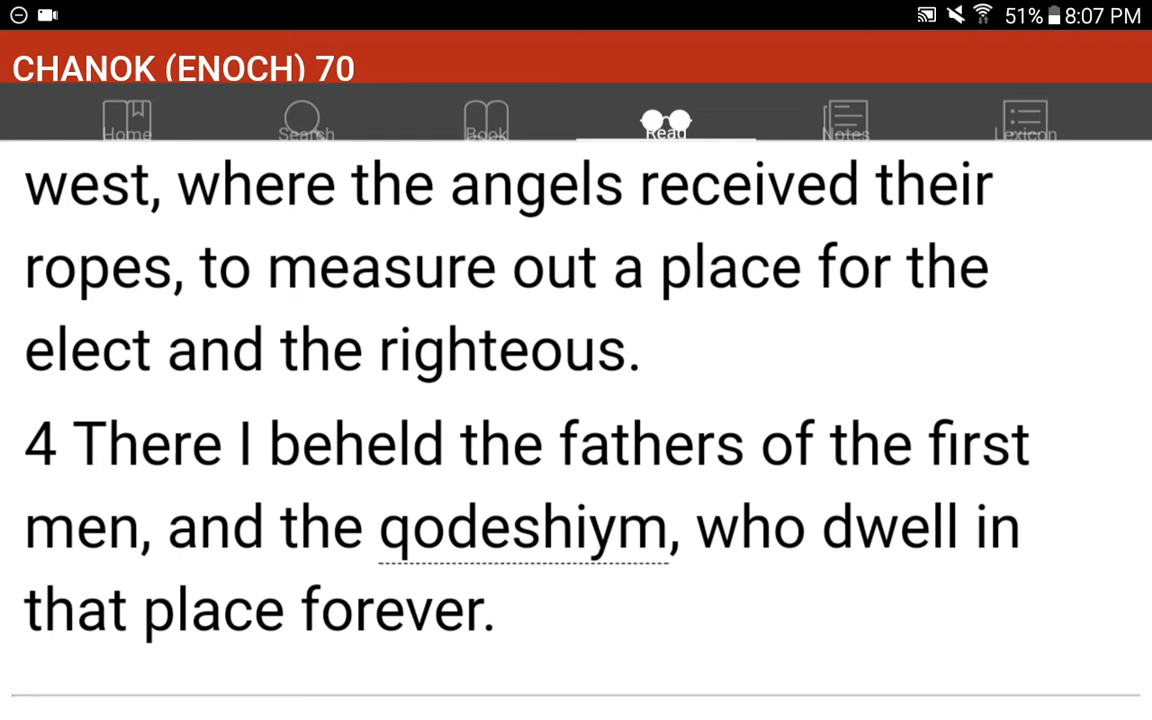 51% 8:07 PM
CHANOK (ENOCH) 70
Home Search Book Read Notes Lexicon
west, where the angels received their
ropes, to measure out a place for the
elect and the righteous.
4 There I beheld the fathers of the first
men, and the qodeshiym, who dwell in
that place forever.